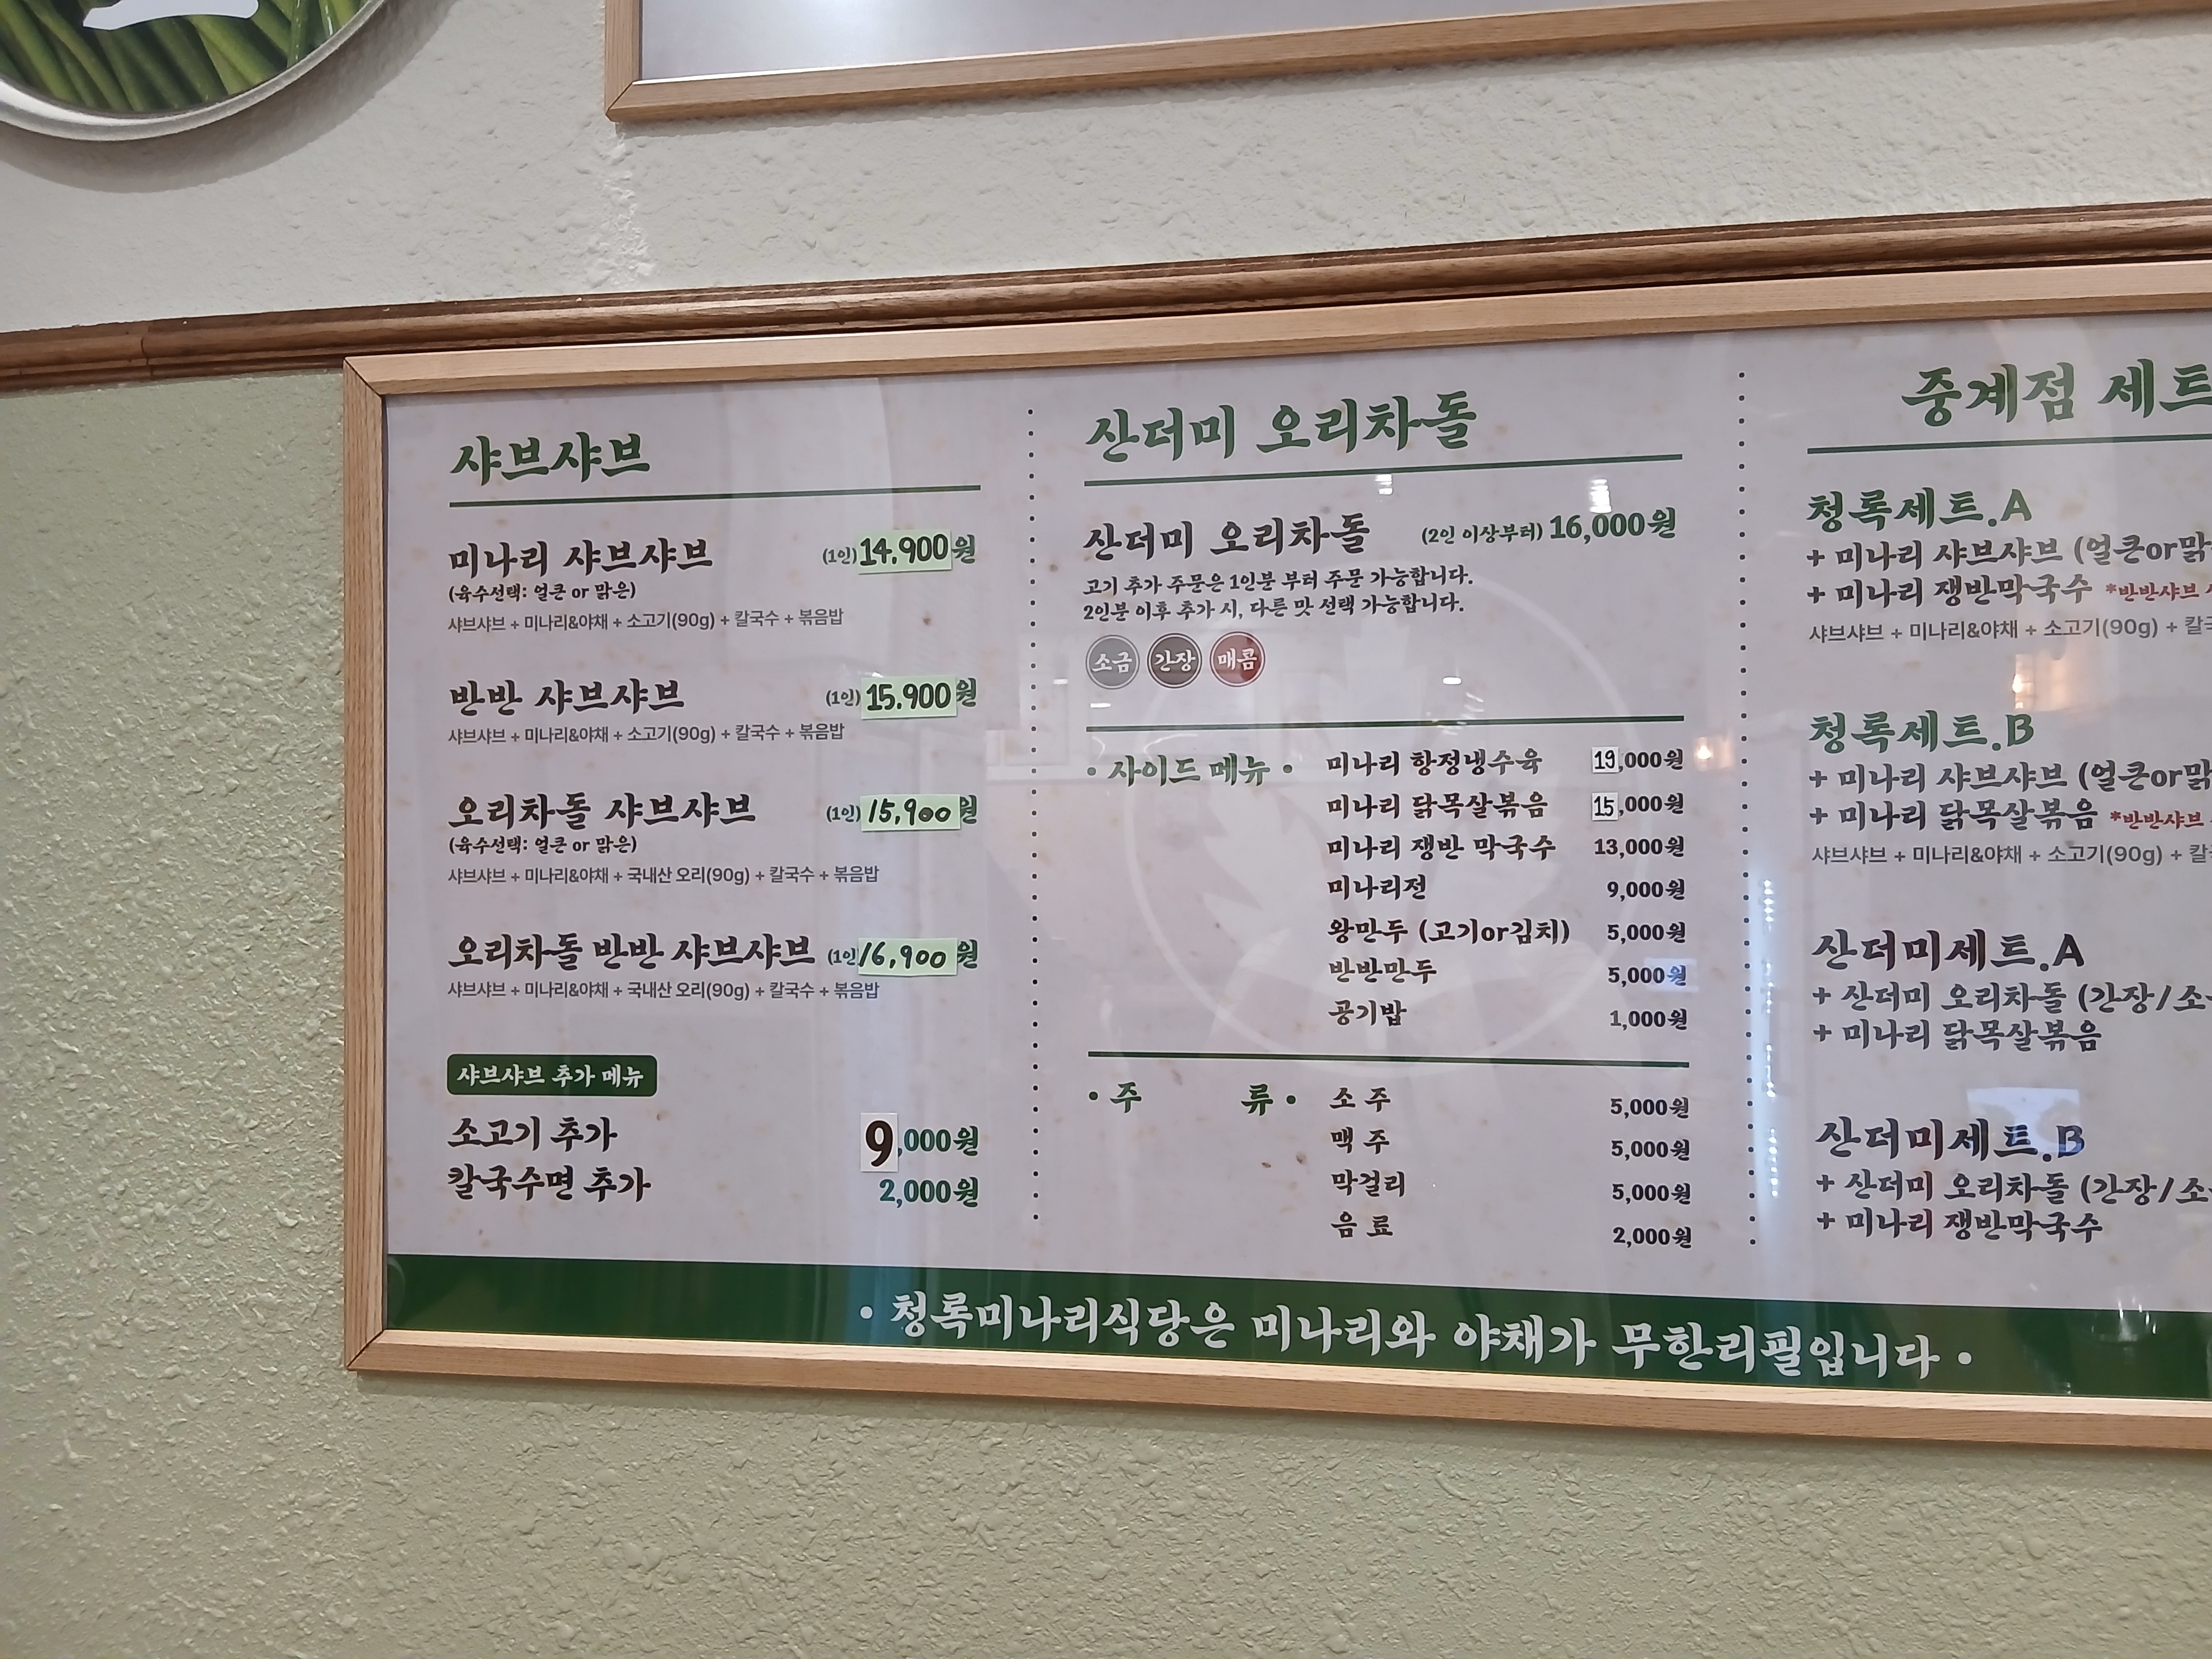 샤브샤브
미나리 샤브샤브 (1인) 14,900원
(육수선택: 얼큰 or 맑은)
샤브샤브 + 미나리&야채 + 소고기(90g) + 칼국수 + 볶음밥
반반 샤브샤브 (1인) 15.900원
샤브샤브 + 미나리&야채 + 소고기(90g) + 칼국수 + 볶음밥
오리차돌 샤브샤브 (1인) 15,900원
(육수선택: 얼큰 or 맑은)
샤브샤브 + 미나리&야채 + 국내산 오리(90g) + 칼국수 + 볶음밥
오리차돌 반반 샤브샤브 (1인) 16,900원
샤브샤브 + 미나리&야채 + 국내산 오리(90g) + 칼국수 + 볶음밥
샤브샤브 추가 메뉴
소고기 추가 9,000원
칼국수면 추가 2,000원
산더미 오리차돌
산더미 오리차돌 (2인 이상부터) 16,000원
고기 추가 주문은 1인분 부터 주문 가능합니다.
2인분 이후 추가 시, 다른 맛 선택 가능합니다.
소금 간장 매콤
• 사이드 메뉴 • 미나리 항정냉수육 19,000원
미나리 닭목살볶음 15,000원
미나리 쟁반 막국수 13,000원
미나리전 9,000원
왕만두 (고기or김치) 5,000원
반반만두 5,000원
공기밥 1,000원
• 주 류 • 소 주 5,000원
맥 주 5,000원
막걸리 5,000원
음 료 2,000원
중계점 세트
청록세트.A
+ 미나리 샤브샤브 (얼큰or맑
+ 미나리 쟁반막국수 *반반샤브
샤브샤브 + 미나리&야채 + 소고기(90g) + 칼국
청록세트.B
+ 미나리 샤브샤브 (얼큰or맑
+ 미나리 닭목살볶음 *반반샤브
샤브샤브 + 미나리&야채 + 소고기(90g) + 칼국
산더미세트.A
+ 산더미 오리차돌 (간장/소
+ 미나리 닭목살볶음
산더미세트.B
+ 산더미 오리차돌 (간장/소
+ 미나리 쟁반막국수
• 청록미나리식당은 미나리와 야채가 무한리필입니다 •